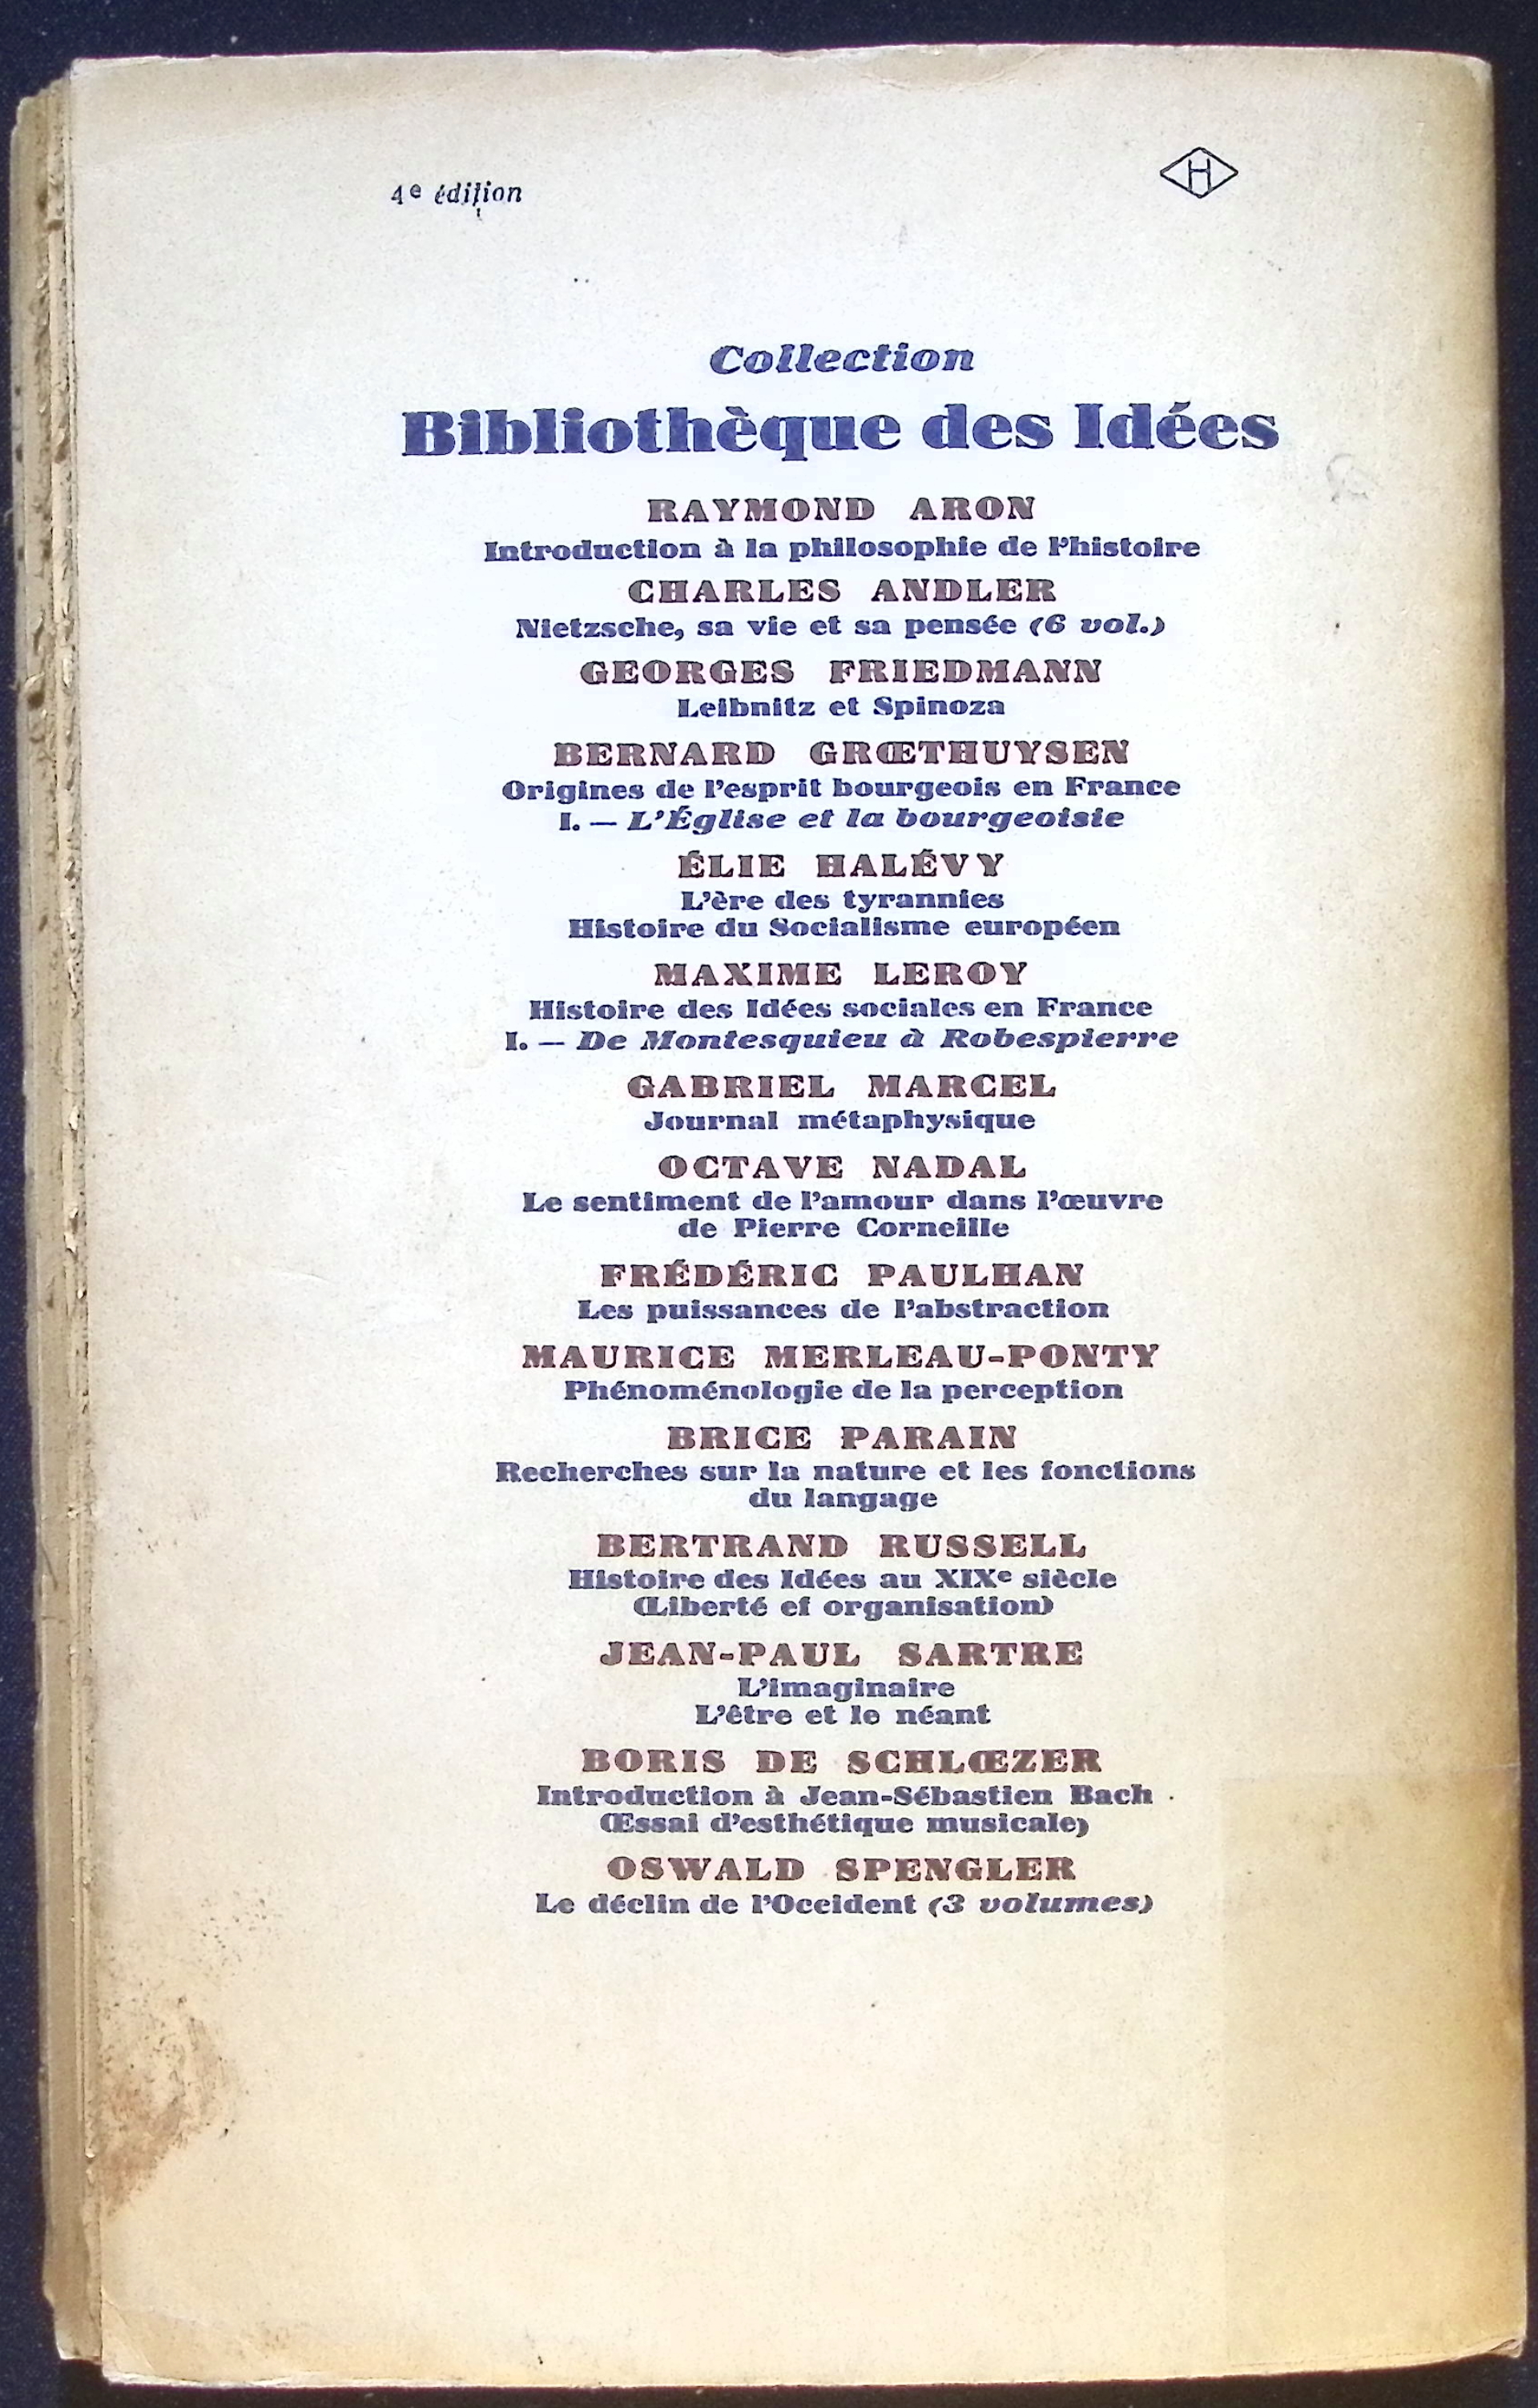 4e édition
H
Collection
Bibliothèque des Idées
RAYMOND ARON
Introduction à la philosophie de l'histoire
CHARLES ANDLER
Nietzsche, sa vie et sa pensée (6 vol.)
GEORGES FRIEDMANN
Leibnitz et Spinoza
BERNARD GRŒTHUYSEN
Origines de l'esprit bourgeois en France
I. — L'Église et la bourgeoisie
ÉLIE HALÉVY
L'ère des tyrannies
Histoire du Socialisme européen
MAXIME LEROY
Histoire des Idées sociales en France
I. — De Montesquieu à Robespierre
GABRIEL MARCEL
Journal métaphysique
OCTAVE NADAL
Le sentiment de l'amour dans l'œuvre
de Pierre Corneille
FRÉDÉRIC PAULHAN
Les puissances de l'abstraction
MAURICE MERLEAU-PONTY
Phénoménologie de la perception
BRICE PARAIN
Recherches sur la nature et les fonctions
du langage
BERTRAND RUSSELL
Histoire des Idées au XIXe siècle
(Liberté et organisation)
JEAN-PAUL SARTRE
L'imaginaire
L'être et le néant
BORIS DE SCHLŒZER
Introduction à Jean-Sébastien Bach
(Essai d'esthétique musicale)
OSWALD SPENGLER
Le déclin de l'Occident (3 volumes)